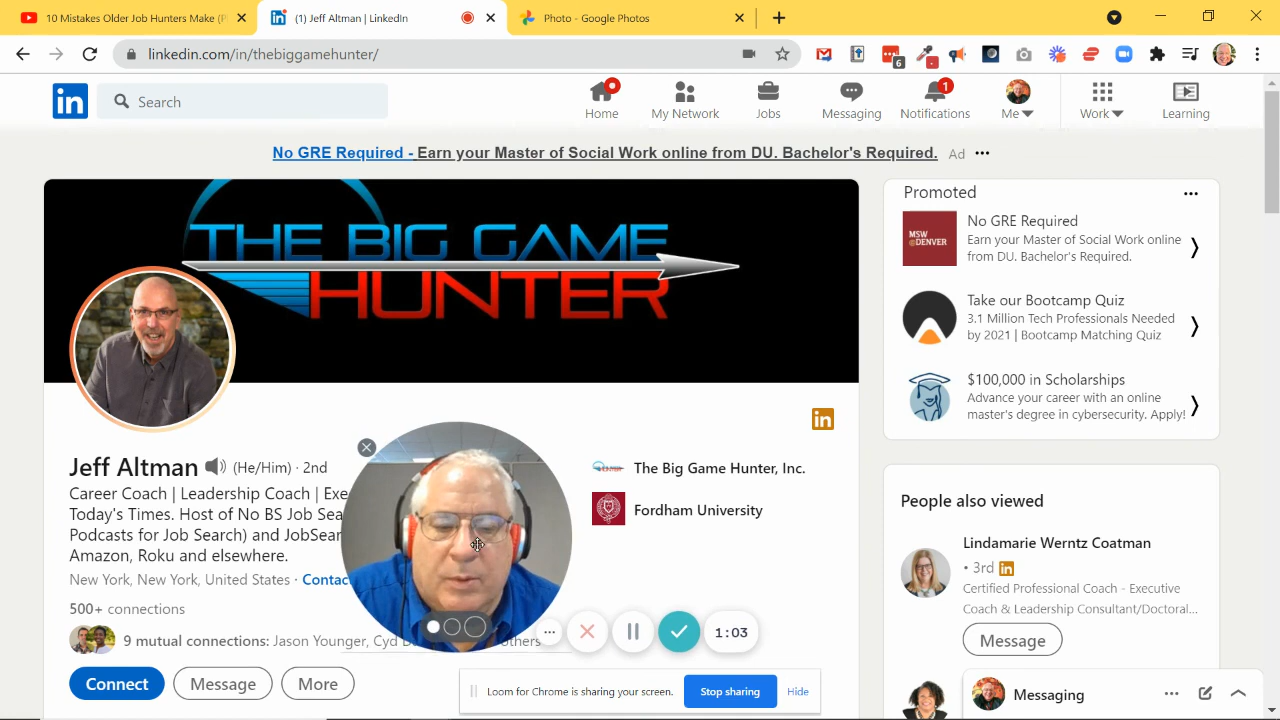 10 Mistakes Older Job Hunters Make (P
(1) Jeff Altman | LinkedIn
Photo - Google Photos
linkedin.com/in/thebiggamehunter/
6
in
Search
Home
My Network
Jobs
Messaging
1
Notifications
Me
Work
Learning
No GRE Required - Earn your Master of Social Work online from DU. Bachelor's Required. Ad
THE BIG GAME
HUNTER
Promoted
MSW
@DENVER
No GRE Required
Earn your Master of Social Work online
from DU. Bachelor's Required.
Take our Bootcamp Quiz
3.1 Million Tech Professionals Needed
by 2021 | Bootcamp Matching Quiz
$100,000 in Scholarships
Advance your career with an online
master's degree in cybersecurity. Apply!
in
Jeff Altman (He/Him) · 2nd
Career Coach | Leadership Coach | Exe
Today's Times. Host of No BS Job Sea
Podcasts for Job Search) and JobSear
Amazon, Roku and elsewhere.
New York, New York, United States · Contac
500+ connections
9 mutual connections: Jason Younger, Cyd D others
Connect
Message
More
The Big Game Hunter, Inc.
Fordham University
1:03
Loom for Chrome is sharing your screen.
Stop sharing
Hide
People also viewed
Lindamarie Werntz Coatman
• 3rd in
Certified Professional Coach - Executive
Coach & Leadership Consultant/Doctoral...
Message
Messaging